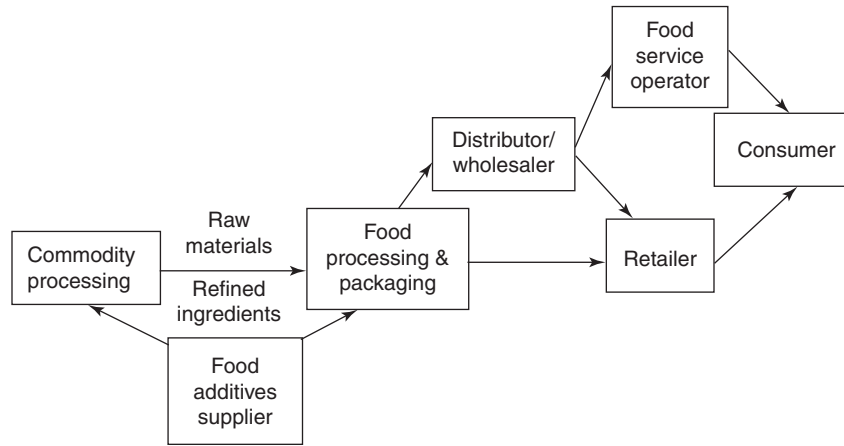 Food
service
operator
Distributor/
wholesaler
Consumer
Raw
materials
Commodity
processing
Food
processing &
packaging
Retailer
Refined
ingredients
Food
additives
supplier